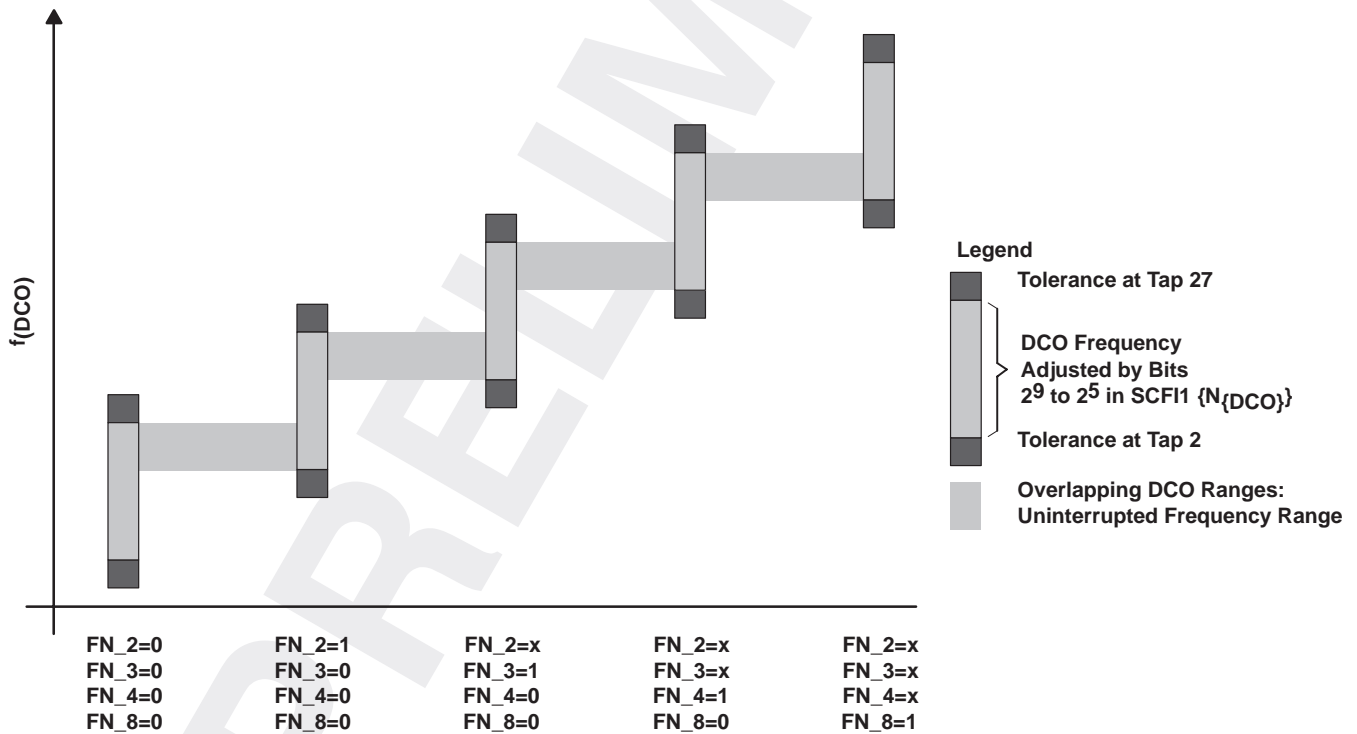 f(DCO)
Legend
Tolerance at Tap 27
DCO Frequency
Adjusted by Bits
2⁹ to 2⁵ in SCFI1 {N{DCO}}
Tolerance at Tap 2
Overlapping DCO Ranges:
Uninterrupted Frequency Range
FN_2=0 FN_2=1 FN_2=x FN_2=x FN_2=x
FN_3=0 FN_3=0 FN_3=1 FN_3=x FN_3=x
FN_4=0 FN_4=0 FN_4=0 FN_4=1 FN_4=x
FN_8=0 FN_8=0 FN_8=0 FN_8=0 FN_8=1
PRELIM